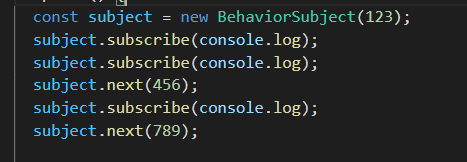 const subject = new BehaviorSubject(123);
subject.subscribe(console.log);
subject.subscribe(console.log);
subject.next(456);
subject.subscribe(console.log);
subject.next(789);